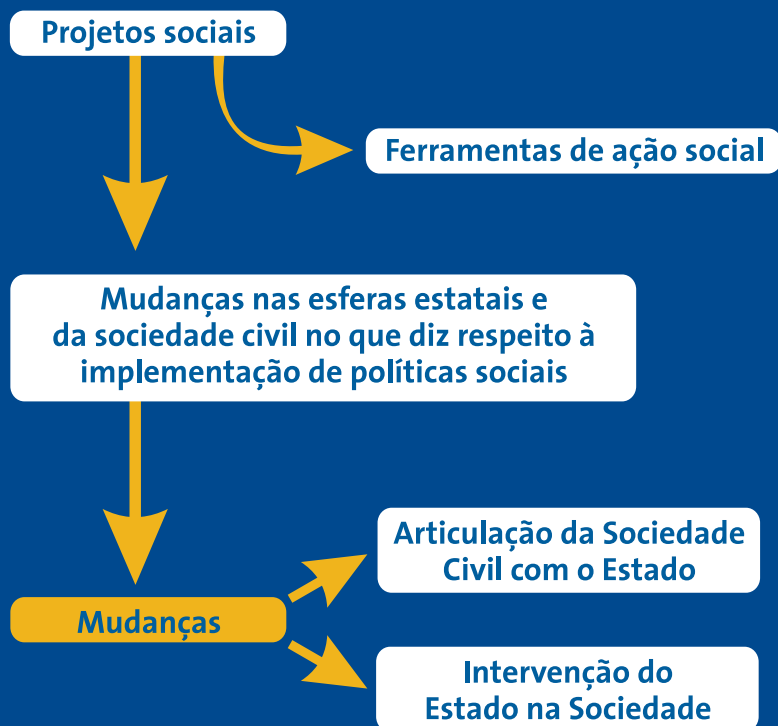 Projetos sociais
Ferramentas de ação social
Mudanças nas esferas estatais e
da sociedade civil no que diz respeito à
implementação de políticas sociais
Articulação da Sociedade
Civil com o Estado
Mudanças
Intervenção do
Estado na Sociedade